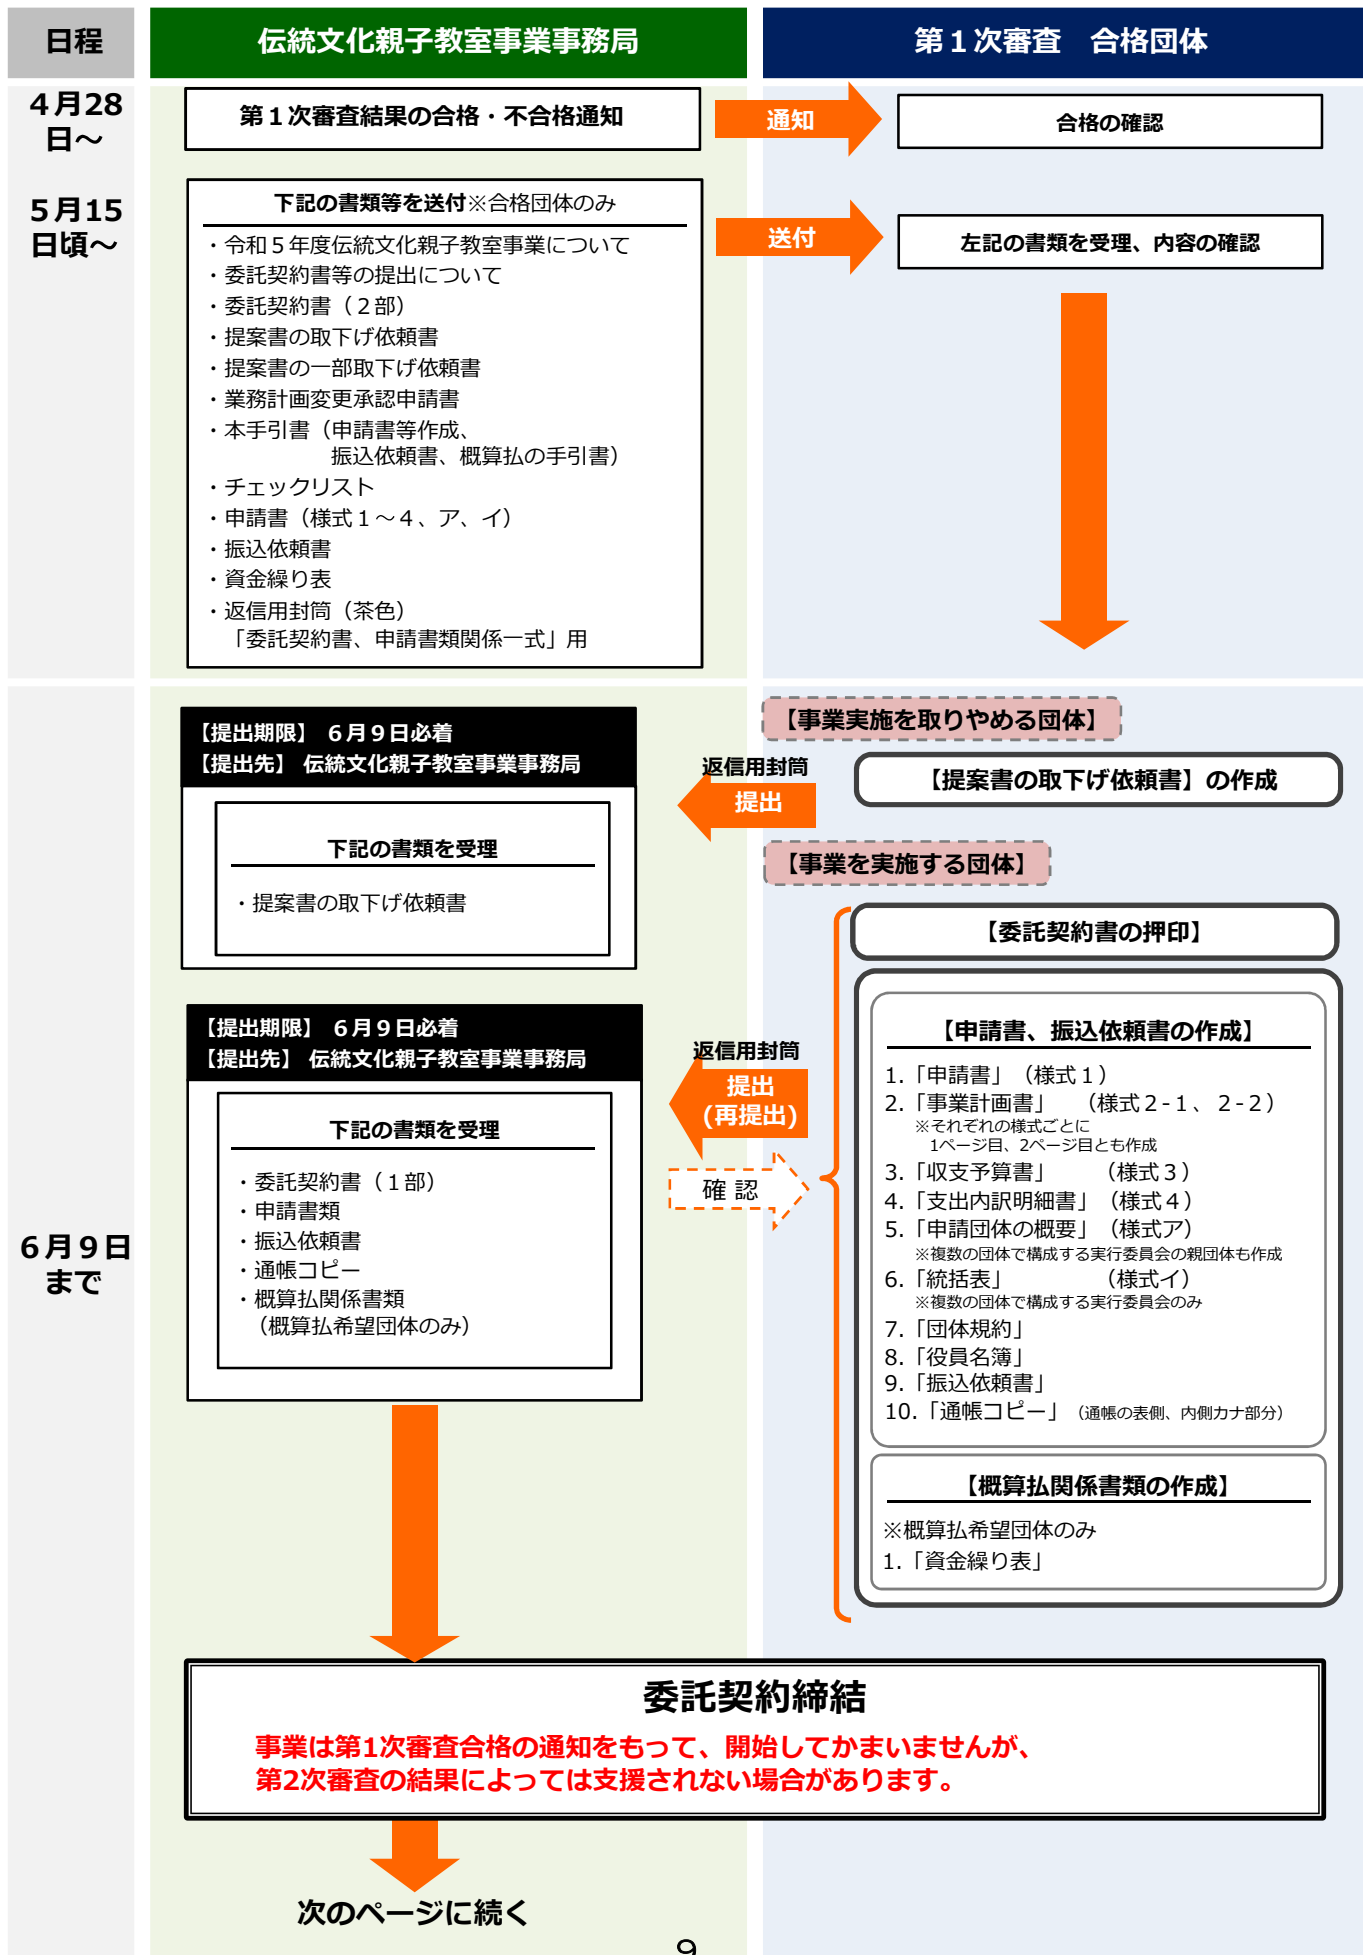 日程
伝統文化親子教室事業事務局
第１次審査　合格団体
４月28
日～
第１次審査結果の合格・不合格通知
通知
合格の確認
５月15
日頃～
下記の書類等を送付※合格団体のみ
・令和５年度伝統文化親子教室事業について
・委託契約書等の提出について
・委託契約書（２部）
・提案書の取下げ依頼書
・提案書の一部取下げ依頼書
・業務計画変更承認申請書
・本手引書（申請書等作成、
振込依頼書、概算払の手引書）
・チェックリスト
・申請書（様式１～４、ア、イ）
・振込依頼書
・資金繰り表
・返信用封筒（茶色）
「委託契約書、申請書類関係一式」用
送付
左記の書類を受理、内容の確認
６月９日
まで
【提出期限】６月９日必着
【提出先】伝統文化親子教室事業事務局
下記の書類を受理
・提案書の取下げ依頼書
返信用封筒
提出
【事業実施を取りやめる団体】
【提案書の取下げ依頼書】の作成
【事業を実施する団体】
【委託契約書の押印】
【提出期限】６月９日必着
【提出先】伝統文化親子教室事業事務局
下記の書類を受理
・委託契約書（１部）
・申請書類
・振込依頼書
・通帳コピー
・概算払関係書類
（概算払希望団体のみ）
返信用封筒
提出
(再提出)
確 認
【申請書、振込依頼書の作成】
1.「申請書」（様式１）
2.「事業計画書」　（様式２-１、２-２）
※それぞれの様式ごとに
1ページ目、2ページ目とも作成
3.「収支予算書」　　（様式３）
4.「支出内訳明細書」（様式４）
5.「申請団体の概要」（様式ア）
※複数の団体で構成する実行委員会の親団体も作成
6.「統括表」　　　　（様式イ）
※複数の団体で構成する実行委員会のみ
7.「団体規約」
8.「役員名簿」
9.「振込依頼書」
10.「通帳コピー」（通帳の表側、内側カナ部分）
【概算払関係書類の作成】
※概算払希望団体のみ
1.「資金繰り表」
委託契約締結
事業は第1次審査合格の通知をもって、開始してかまいませんが、
第2次審査の結果によっては支援されない場合があります。
次のページに続く
9